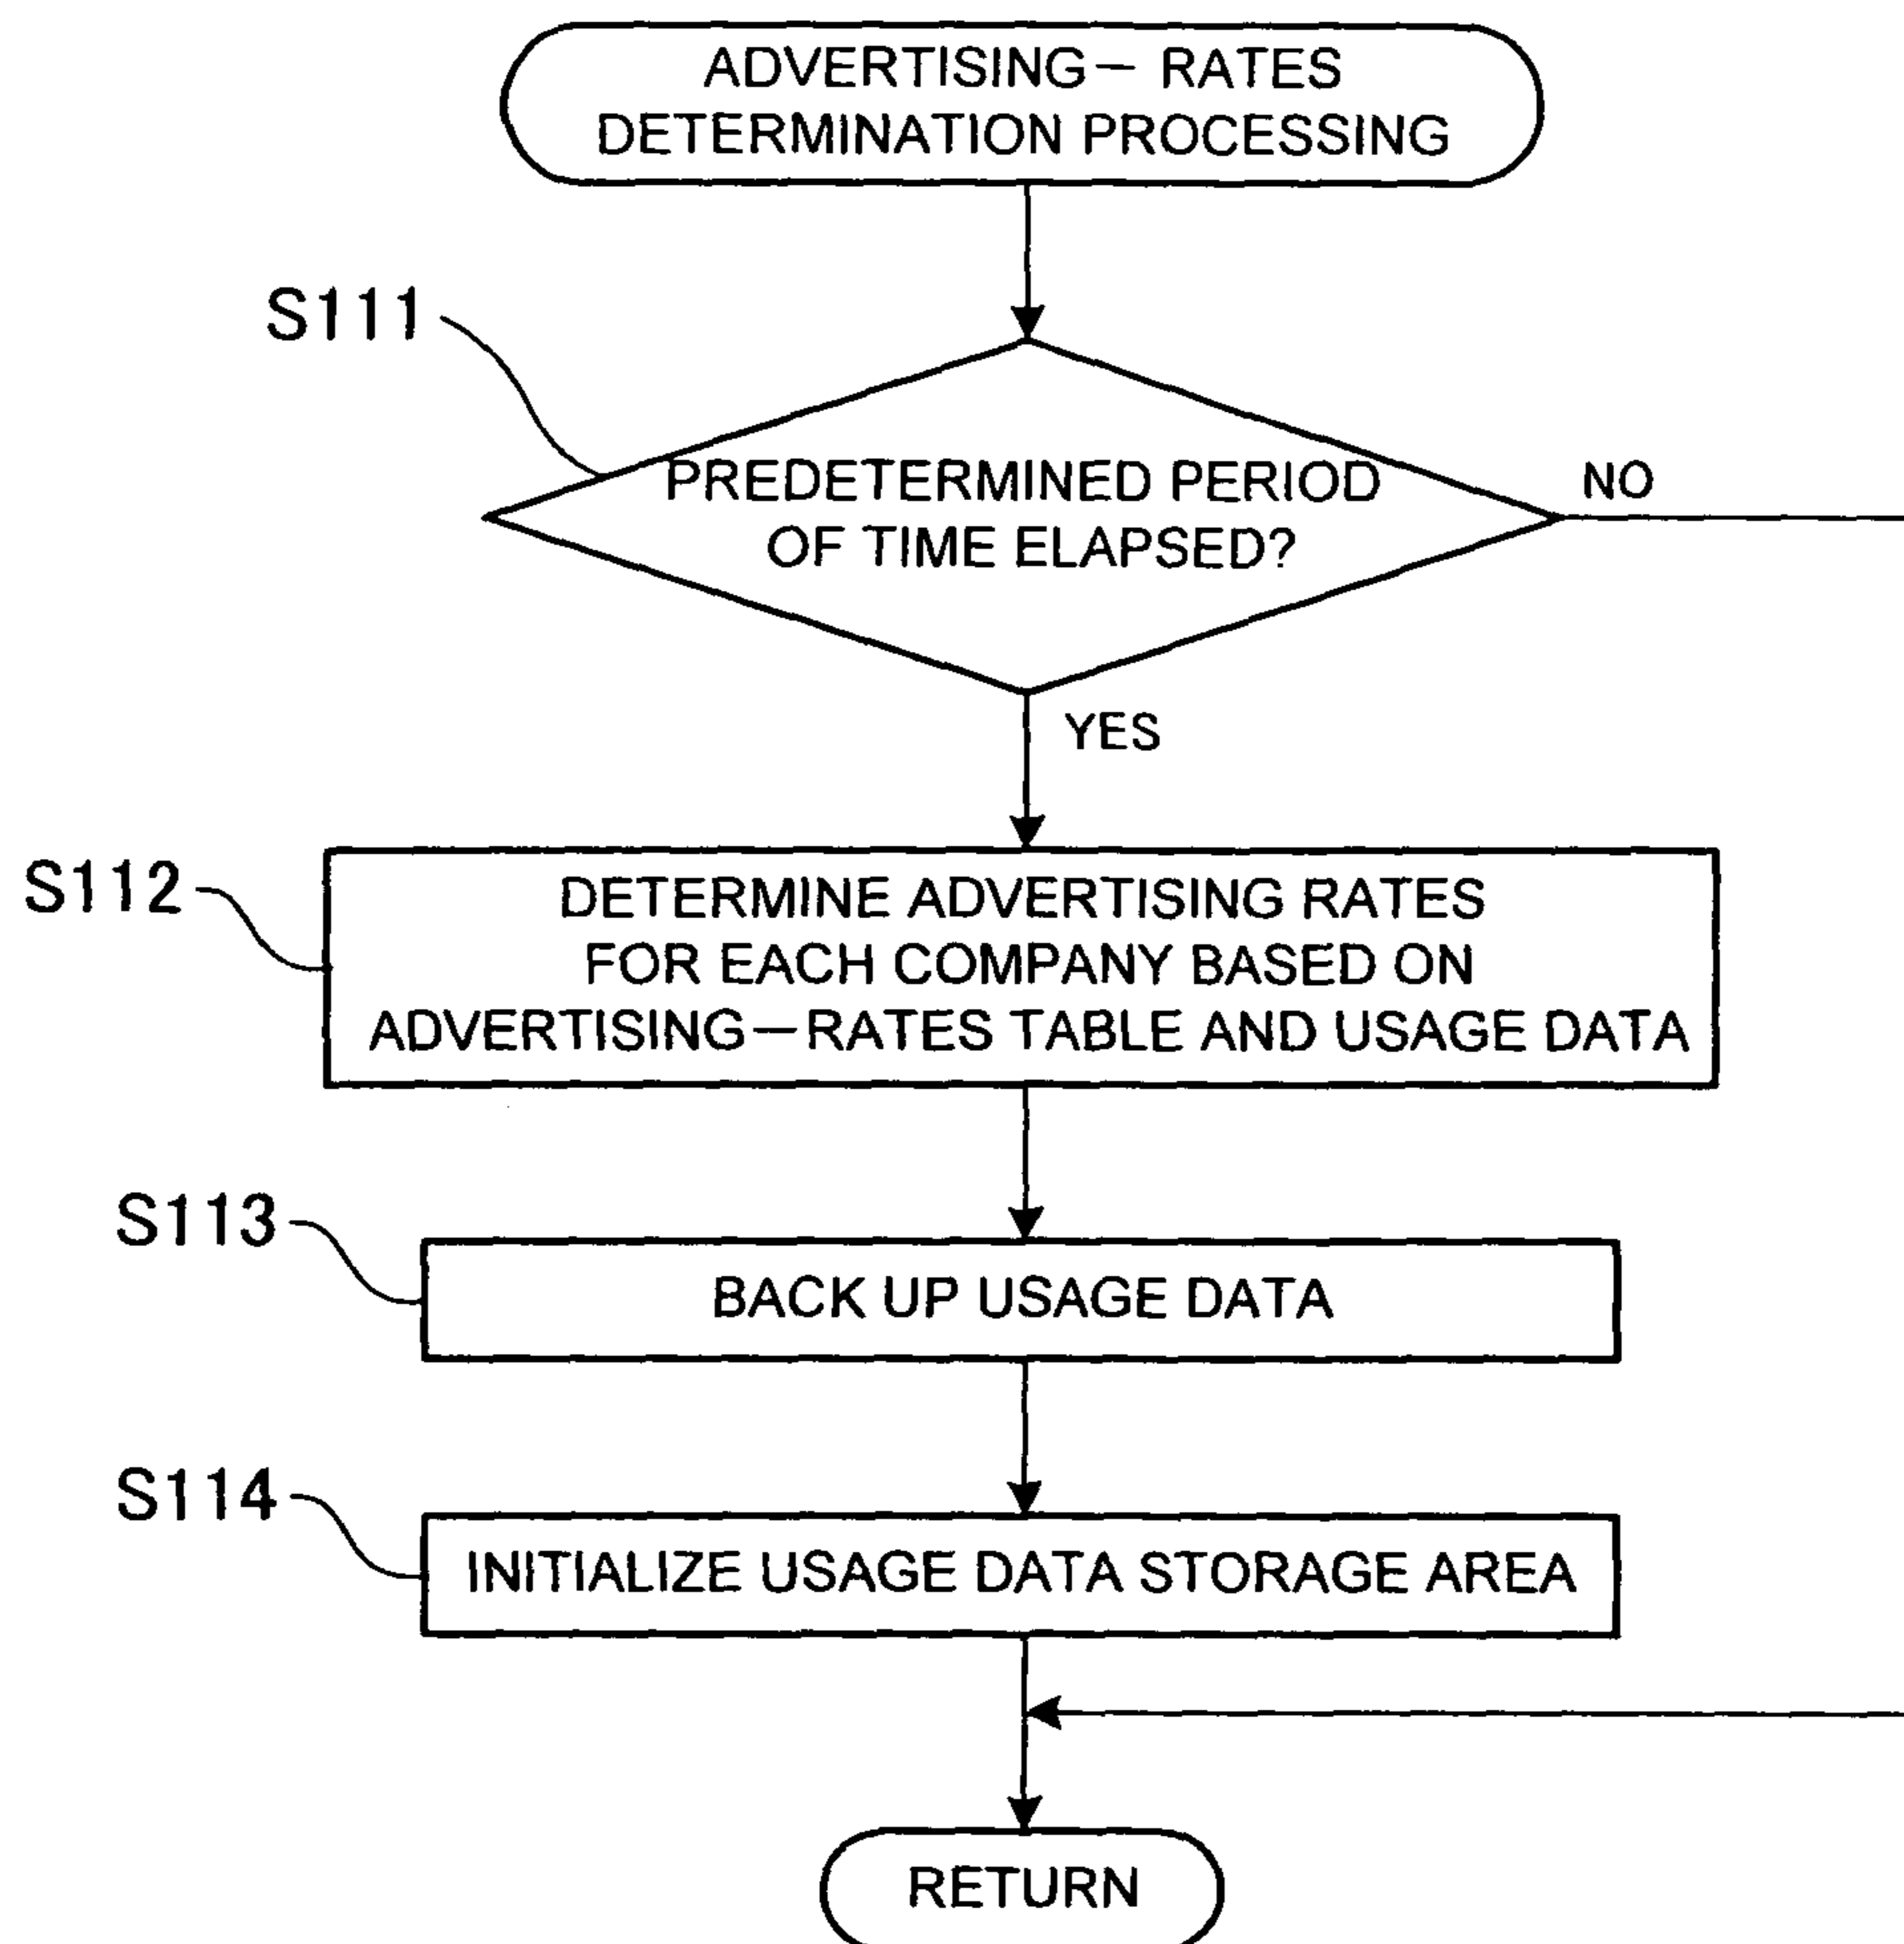 ADVERTISING— RATES
DETERMINATION PROCESSING
S111
PREDETERMINED PERIOD
OF TIME ELAPSED?
NO
YES
S112
DETERMINE ADVERTISING RATES
FOR EACH COMPANY BASED ON
ADVERTISING—RATES TABLE AND USAGE DATA
S113
BACK UP USAGE DATA
S114
INITIALIZE USAGE DATA STORAGE AREA
RETURN